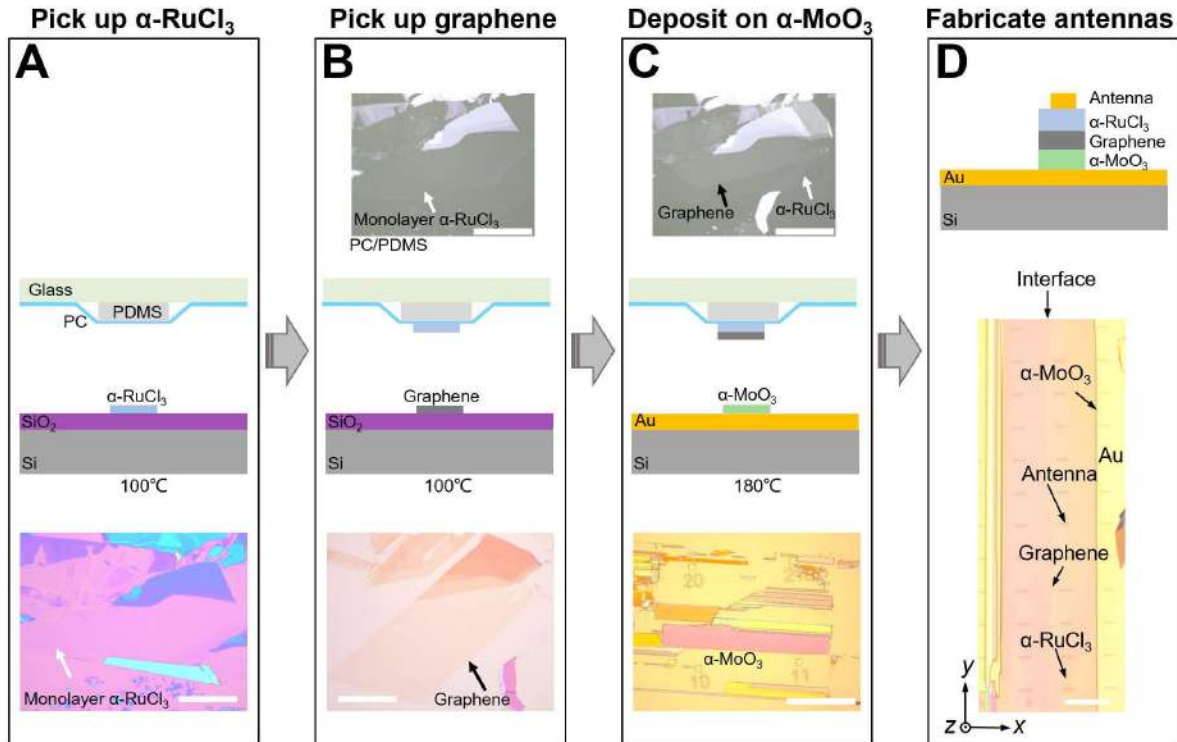 Pick up α-RuCl₃
Pick up graphene
Deposit on α-MoO₃
Fabricate antennas
A
Glass
PDMS
PC
α-RuCl₃
SiO₂
Si
100℃
Monolayer α-RuCl₃
B
Monolayer α-RuCl₃
PC/PDMS
Graphene
SiO₂
Si
100℃
Graphene
C
Graphene
α-RuCl₃
α-MoO₃
Au
Si
180℃
20
α-MoO₃
10
11
D
Antenna
α-RuCl₃
Graphene
α-MoO₃
Au
Si
Interface
α-MoO₃
Au
Antenna
Graphene
α-RuCl₃
y
z
x